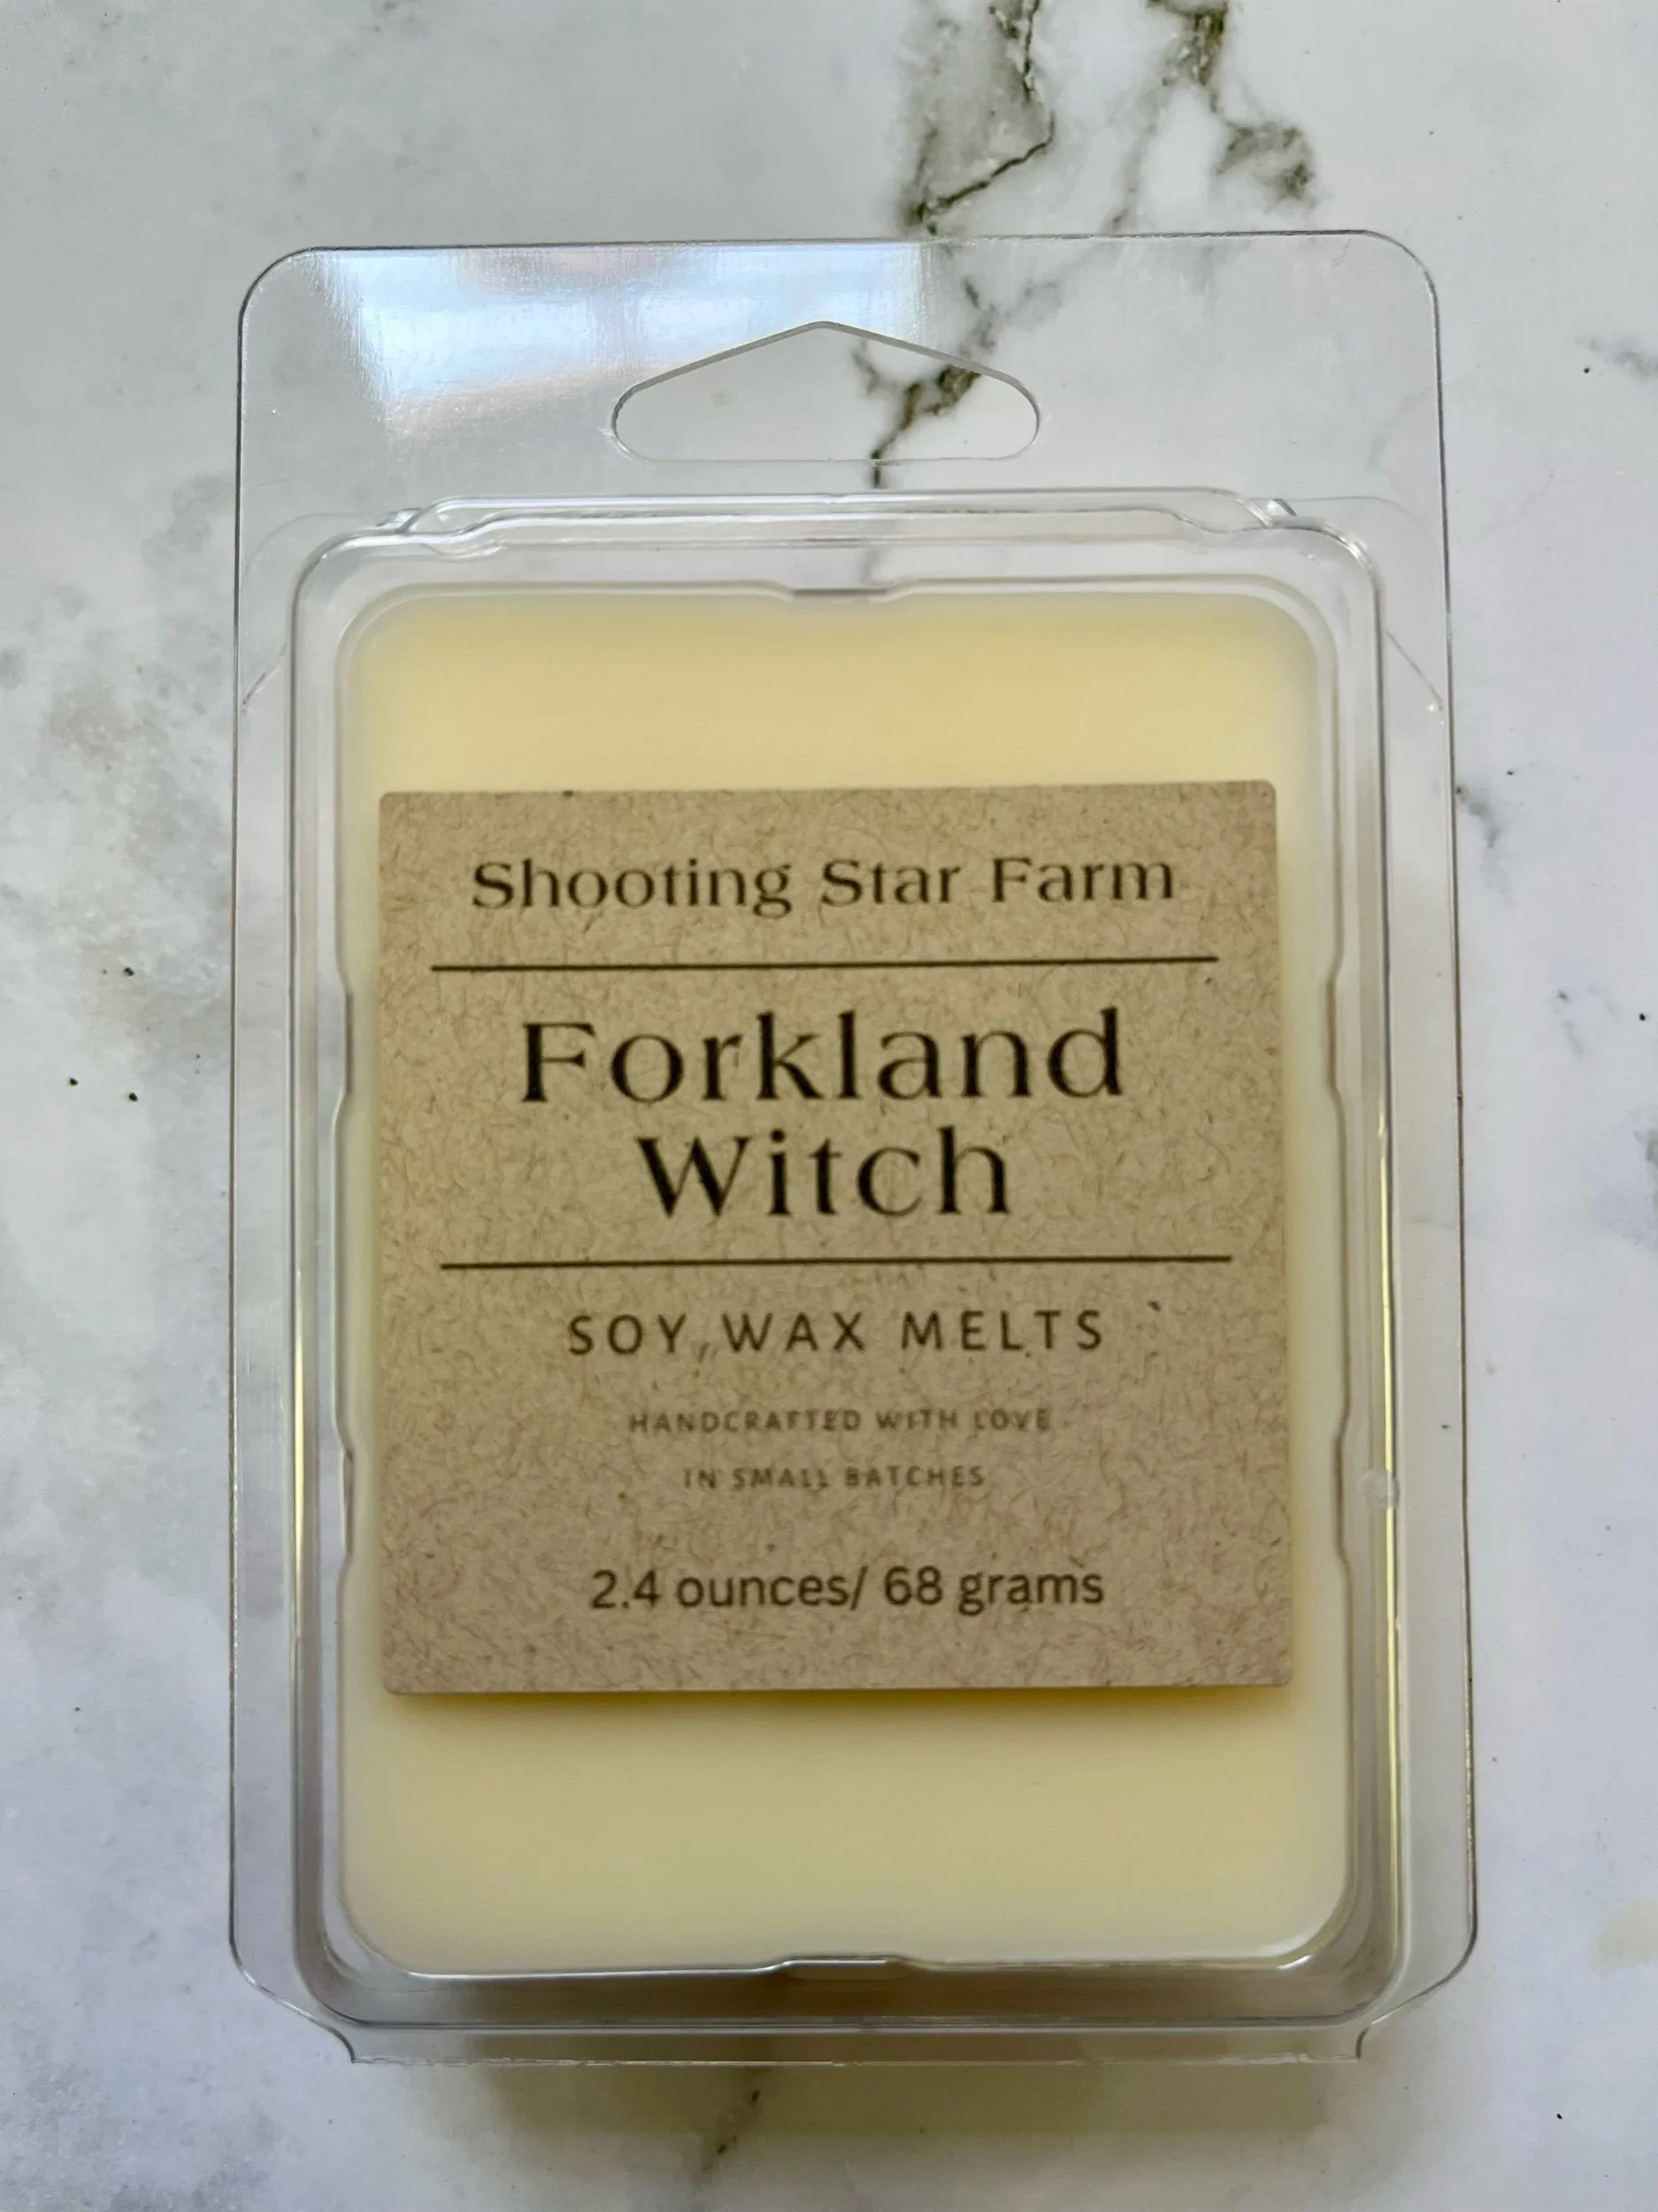 Shooting Star Farm
Forkland
Witch
SOY WAX MELTS
HANDCRAFTED WITH LOVE
IN SMALL BATCHES
2.4 ounces/ 68 grams